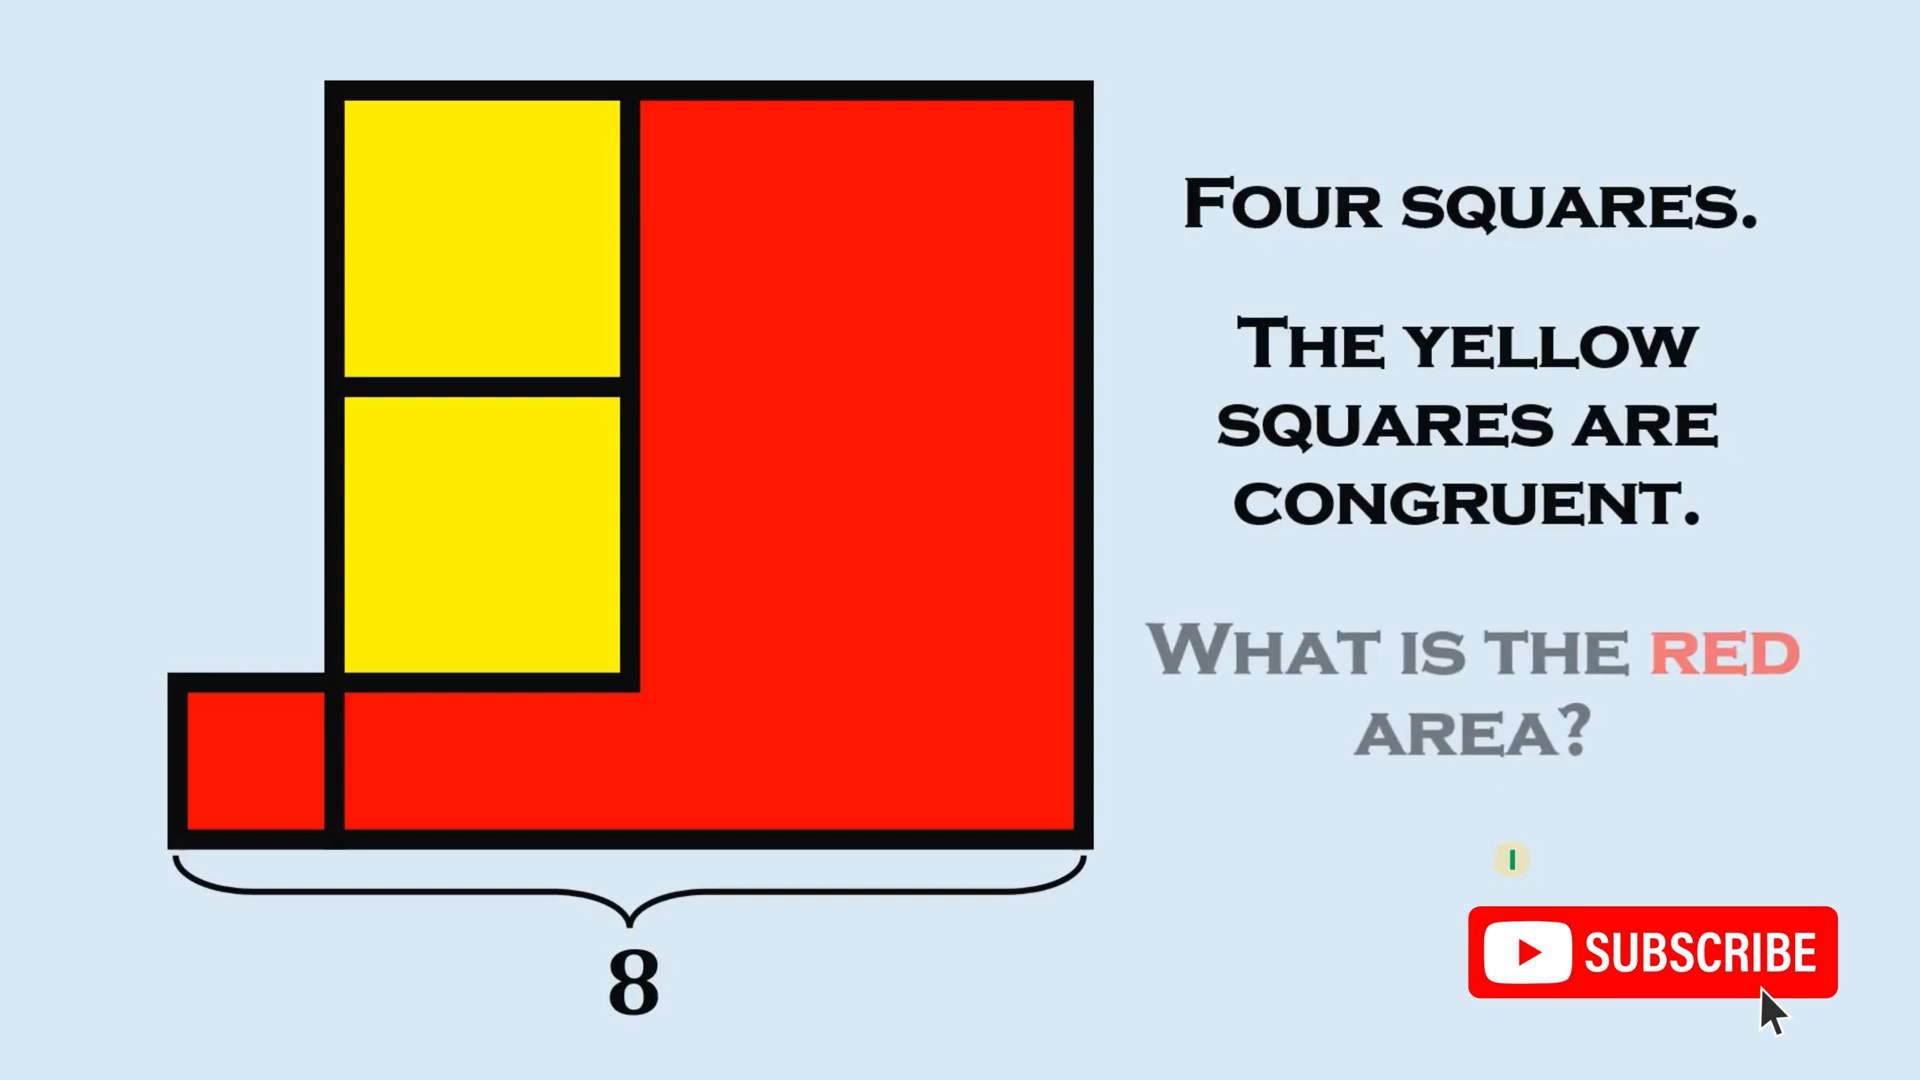 FOUR SQUARES.
THE YELLOW
SQUARES ARE
CONGRUENT.
WHAT IS THE RED
AREA?
8
SUBSCRIBE